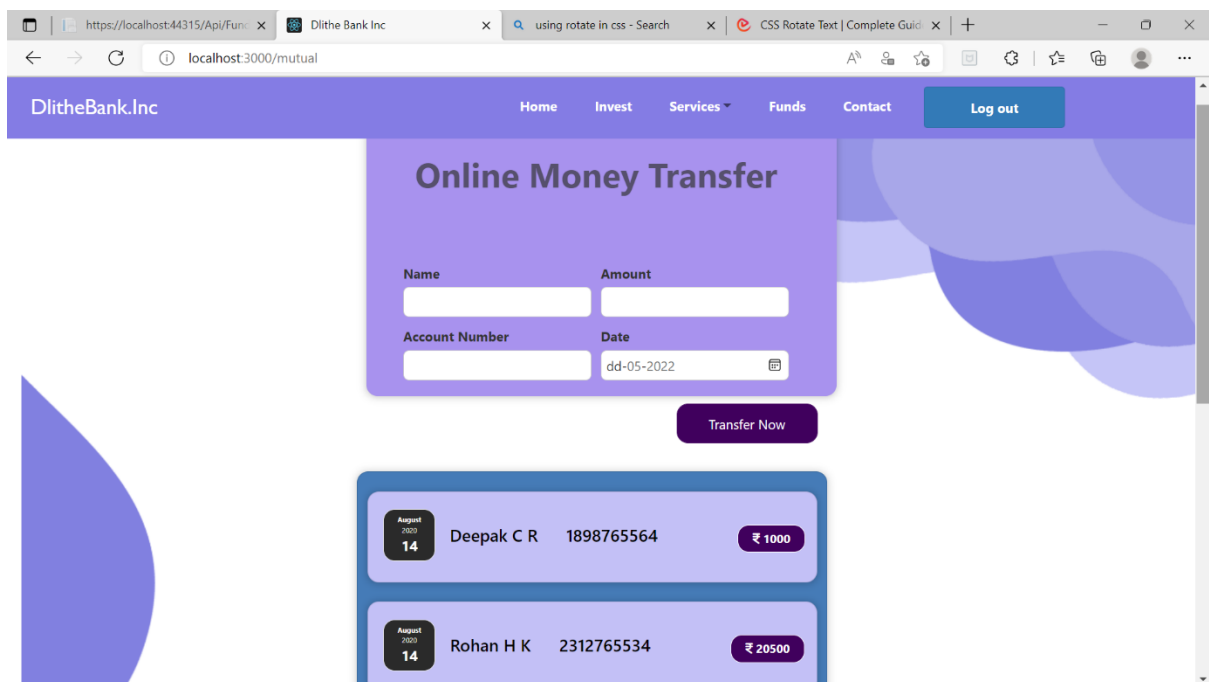 https://localhost:44315/Api/Func
Dlithe Bank Inc
using rotate in css - Search
CSS Rotate Text | Complete Guid
localhost:3000/mutual
DlitheBank.Inc
Home Invest Services Funds Contact Log out
Online Money Transfer
Name Amount
Account Number Date
dd-05-2022
Transfer Now
August
2020
14
Deepak C R 1898765564 ₹ 1000
August
2020
14
Rohan H K 2312765534 ₹ 20500